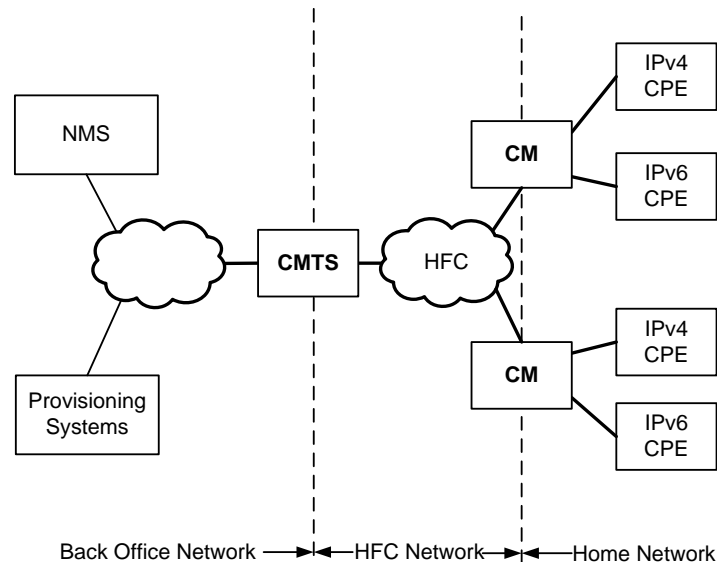 IPv4
CPE
NMS
CM
IPv6
CPE
CMTS
HFC
IPv4
CPE
CM
Provisioning
Systems
IPv6
CPE
Back Office Network
HFC Network
Home Network